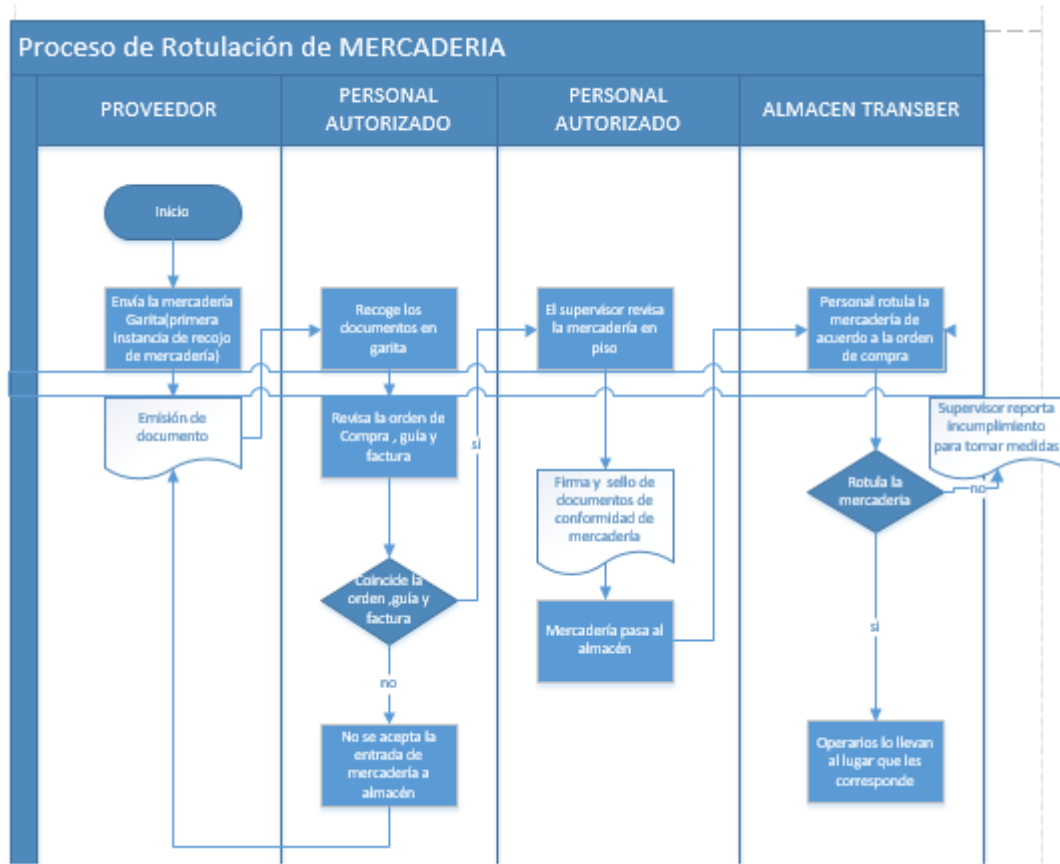 Proceso de Rotulación de MERCADERIA
PROVEEDOR
PERSONAL
AUTORIZADO
PERSONAL
AUTORIZADO
ALMACEN TRANSBER
Inicio
Envía la mercadería
Garita(primera
instancia de recojo
de mercadería)
Emisión de
documento
Recoge los
documentos en
garita
Revisa la orden de
Compra , guía y
factura
Coincide la
orden ,guía y
factura
si
no
No se acepta la
entrada de
mercadería a
almacén
El supervisor revisa
la mercadería en
piso
Firma y sello de
documentos de
conformidad de
mercadería
Mercadería pasa al
almacén
Personal rotula la
mercadería de
acuerdo a la orden
de compra
Rotula la
mercadería
no
Supervisor reporta
incumplimiento
para tomar medidas
si
Operarios lo llevan
al lugar que les
corresponde